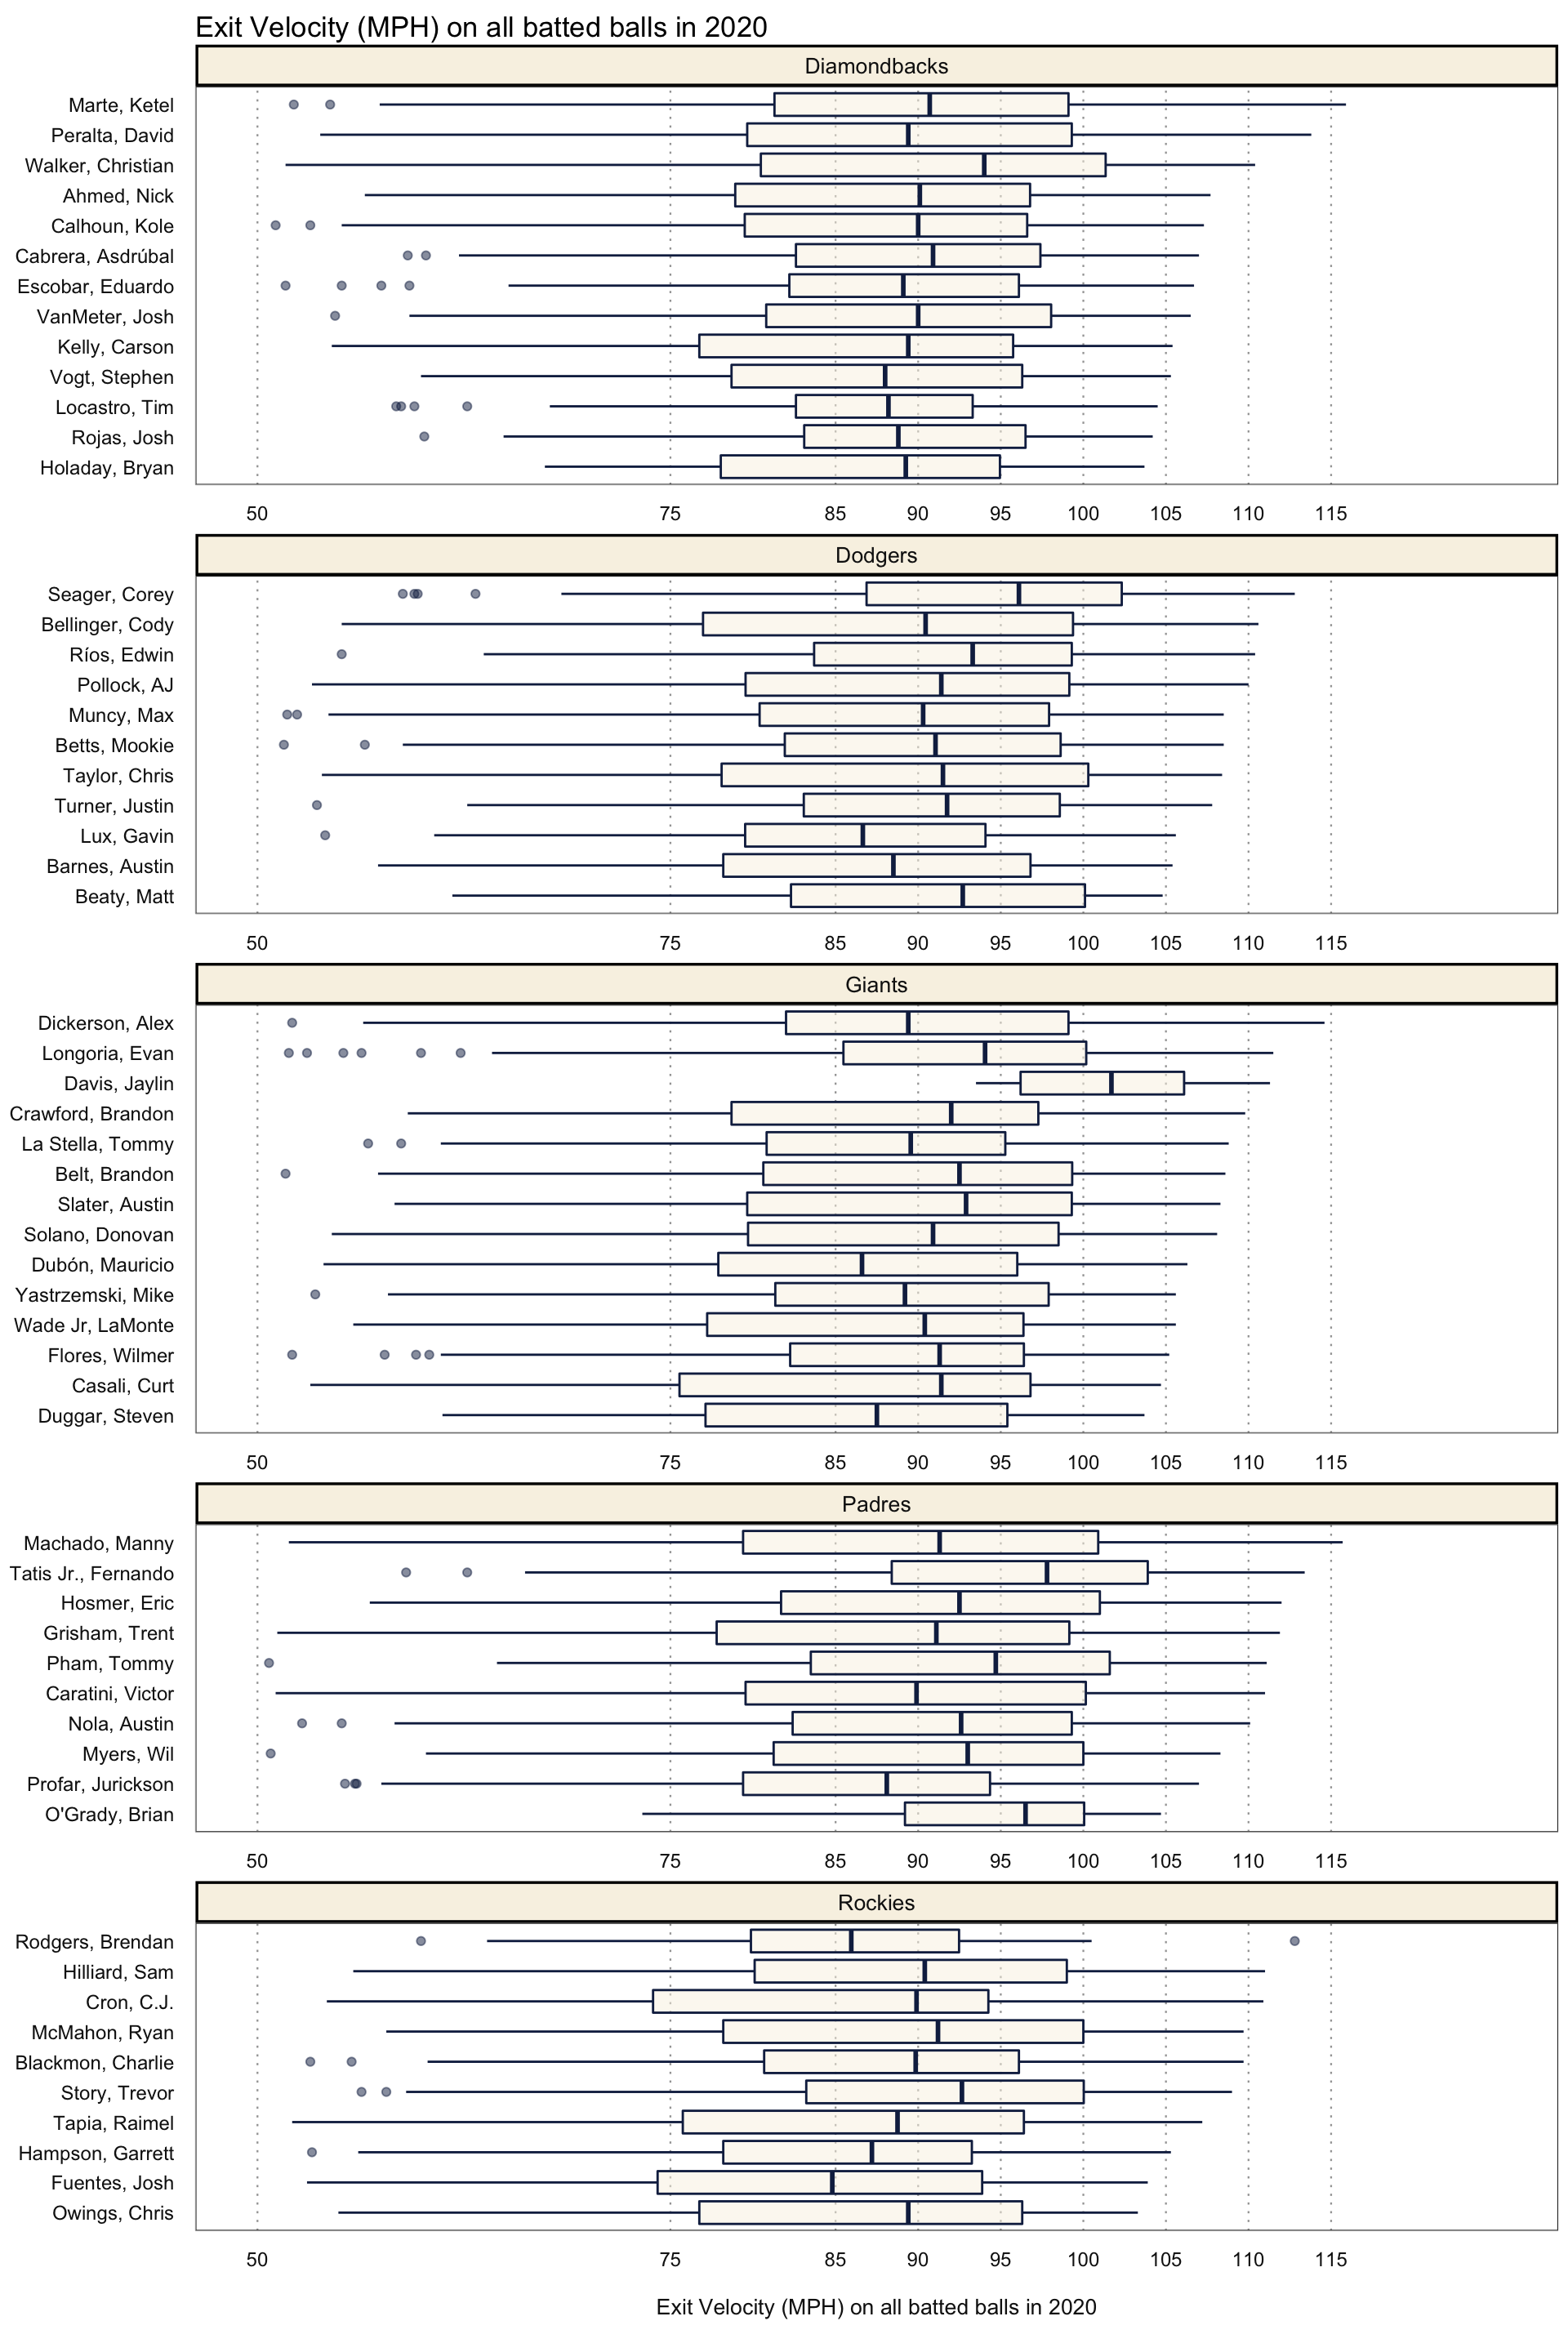 Exit Velocity (MPH) on all batted balls in 2020
Diamondbacks
Marte, Ketel
Peralta, David
Walker, Christian
Ahmed, Nick
Calhoun, Kole
Cabrera, Asdrúbal
Escobar, Eduardo
VanMeter, Josh
Kelly, Carson
Vogt, Stephen
Locastro, Tim
Rojas, Josh
Holaday, Bryan
50 75 85 90 95 100 105 110 115
Dodgers
Seager, Corey
Bellinger, Cody
Ríos, Edwin
Pollock, AJ
Muncy, Max
Betts, Mookie
Taylor, Chris
Turner, Justin
Lux, Gavin
Barnes, Austin
Beaty, Matt
50 75 85 90 95 100 105 110 115
Giants
Dickerson, Alex
Longoria, Evan
Davis, Jaylin
Crawford, Brandon
La Stella, Tommy
Belt, Brandon
Slater, Austin
Solano, Donovan
Dubón, Mauricio
Yastrzemski, Mike
Wade Jr, LaMonte
Flores, Wilmer
Casali, Curt
Duggar, Steven
50 75 85 90 95 100 105 110 115
Padres
Machado, Manny
Tatis Jr., Fernando
Hosmer, Eric
Grisham, Trent
Pham, Tommy
Caratini, Victor
Nola, Austin
Myers, Wil
Profar, Jurickson
O'Grady, Brian
50 75 85 90 95 100 105 110 115
Rockies
Rodgers, Brendan
Hilliard, Sam
Cron, C.J.
McMahon, Ryan
Blackmon, Charlie
Story, Trevor
Tapia, Raimel
Hampson, Garrett
Fuentes, Josh
Owings, Chris
50 75 85 90 95 100 105 110 115
Exit Velocity (MPH) on all batted balls in 2020